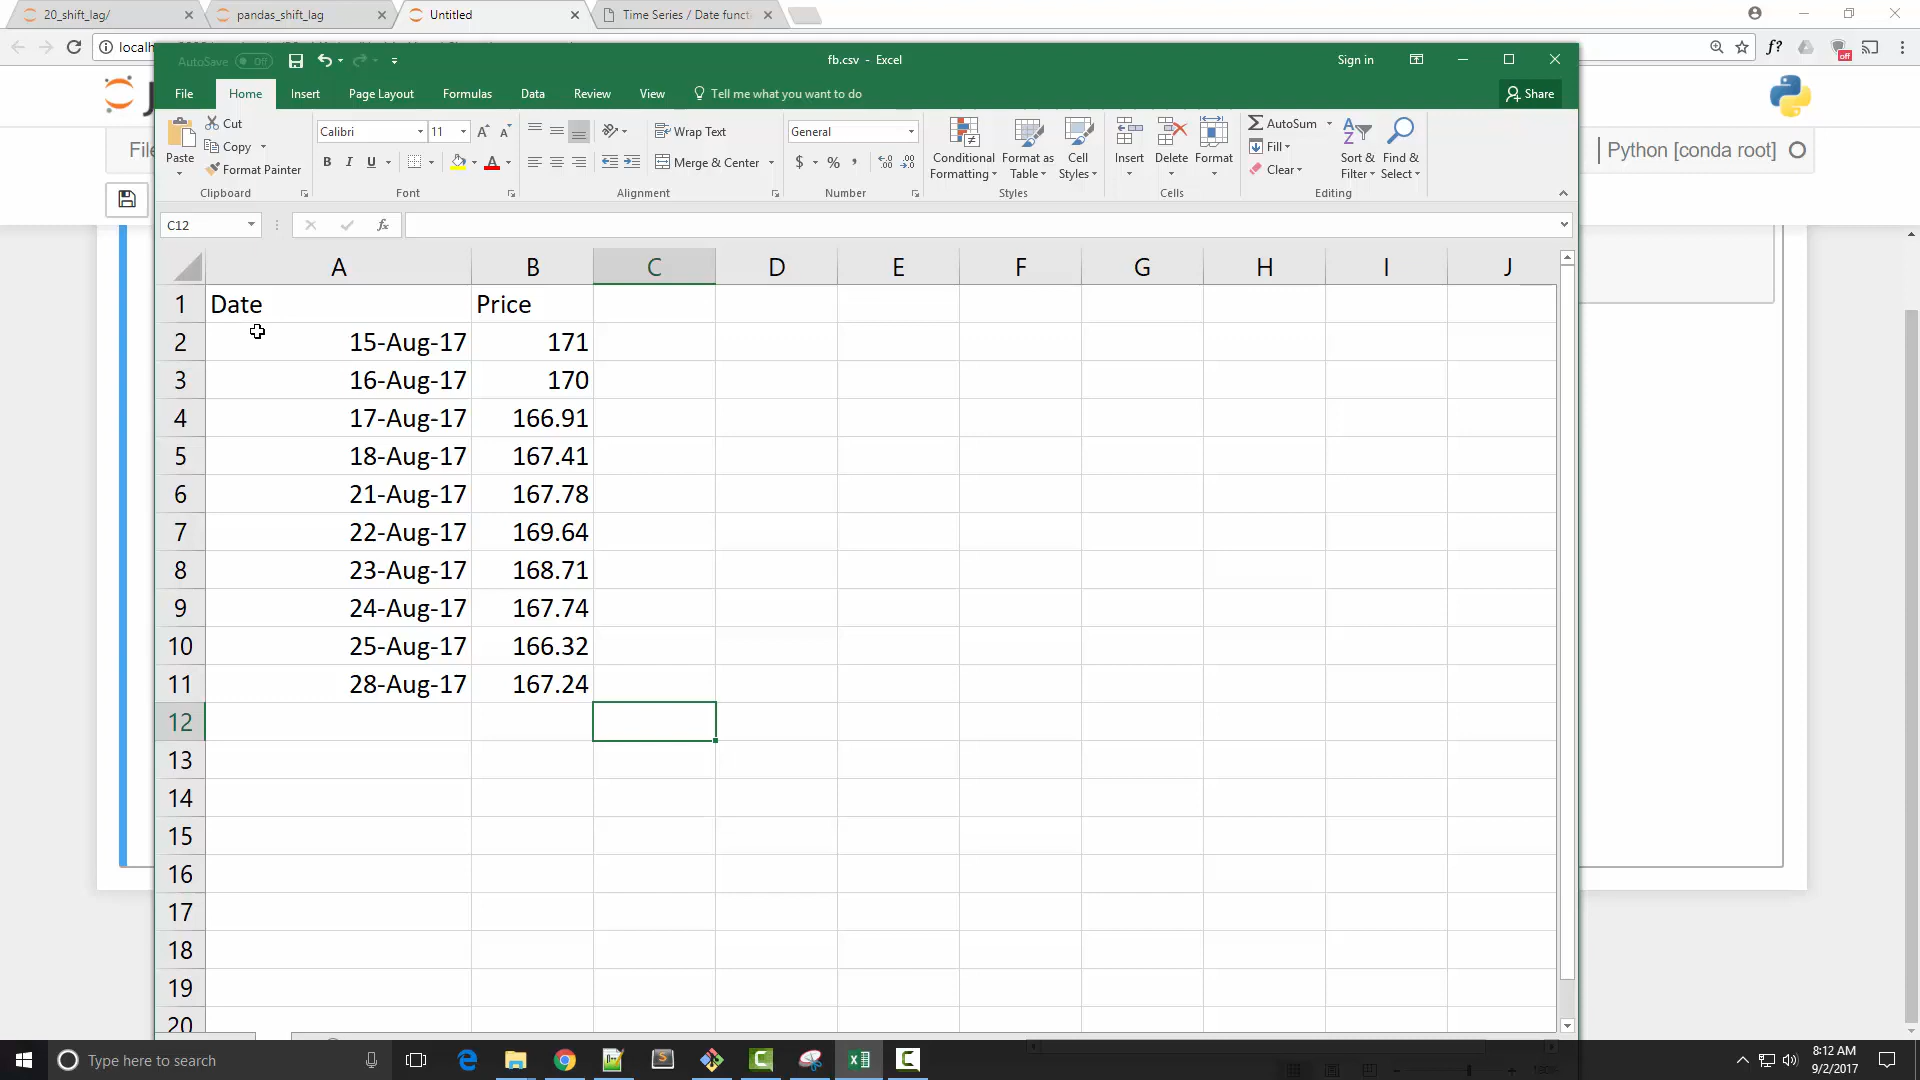 20_shift_lag/
pandas_shift_lag
Untitled
Time Series / Date funct
localh
off
AutoSave Off
fb.csv - Excel
Sign in
File
Home
Insert
Page Layout
Formulas
Data
Review
View
Tell me what you want to do
Share
Paste
Cut
Copy
Format Painter
Clipboard
Calibri
11
B I U
Font
Wrap Text
Merge & Center
Alignment
General
$ % ,
Number
Conditional Formatting
Format as Table
Cell Styles
Styles
Insert
Delete
Format
Cells
AutoSum
Fill
Clear
Sort & Filter
Find & Select
Editing
Python [conda root]
C12
fx
A B C D E F G H I J
1 Date Price
2 15-Aug-17 171
3 16-Aug-17 170
4 17-Aug-17 166.91
5 18-Aug-17 167.41
6 21-Aug-17 167.78
7 22-Aug-17 169.64
8 23-Aug-17 168.71
9 24-Aug-17 167.74
10 25-Aug-17 166.32
11 28-Aug-17 167.24
12
13
14
15
16
17
18
19
20
Type here to search
8:12 AM
9/2/2017